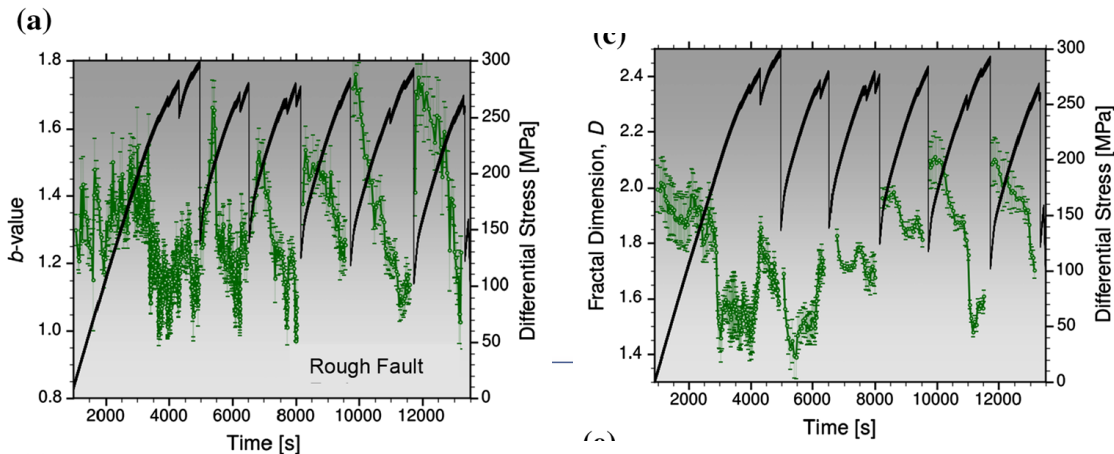 (a)
1.8
1.6
1.4
1.2
1.0
0.8
b-value
300
250
200
150
100
50
0
Differential Stress [MPa]
Rough Fault
2000 4000 6000 8000 10000 12000
Time [s]
(c)
2.4
2.2
2.0
1.8
1.6
1.4
Fractal Dimension, D
300
250
200
150
100
50
0
Differential Stress [MPa]
2000 4000 6000 8000 10000 12000
Time [s]